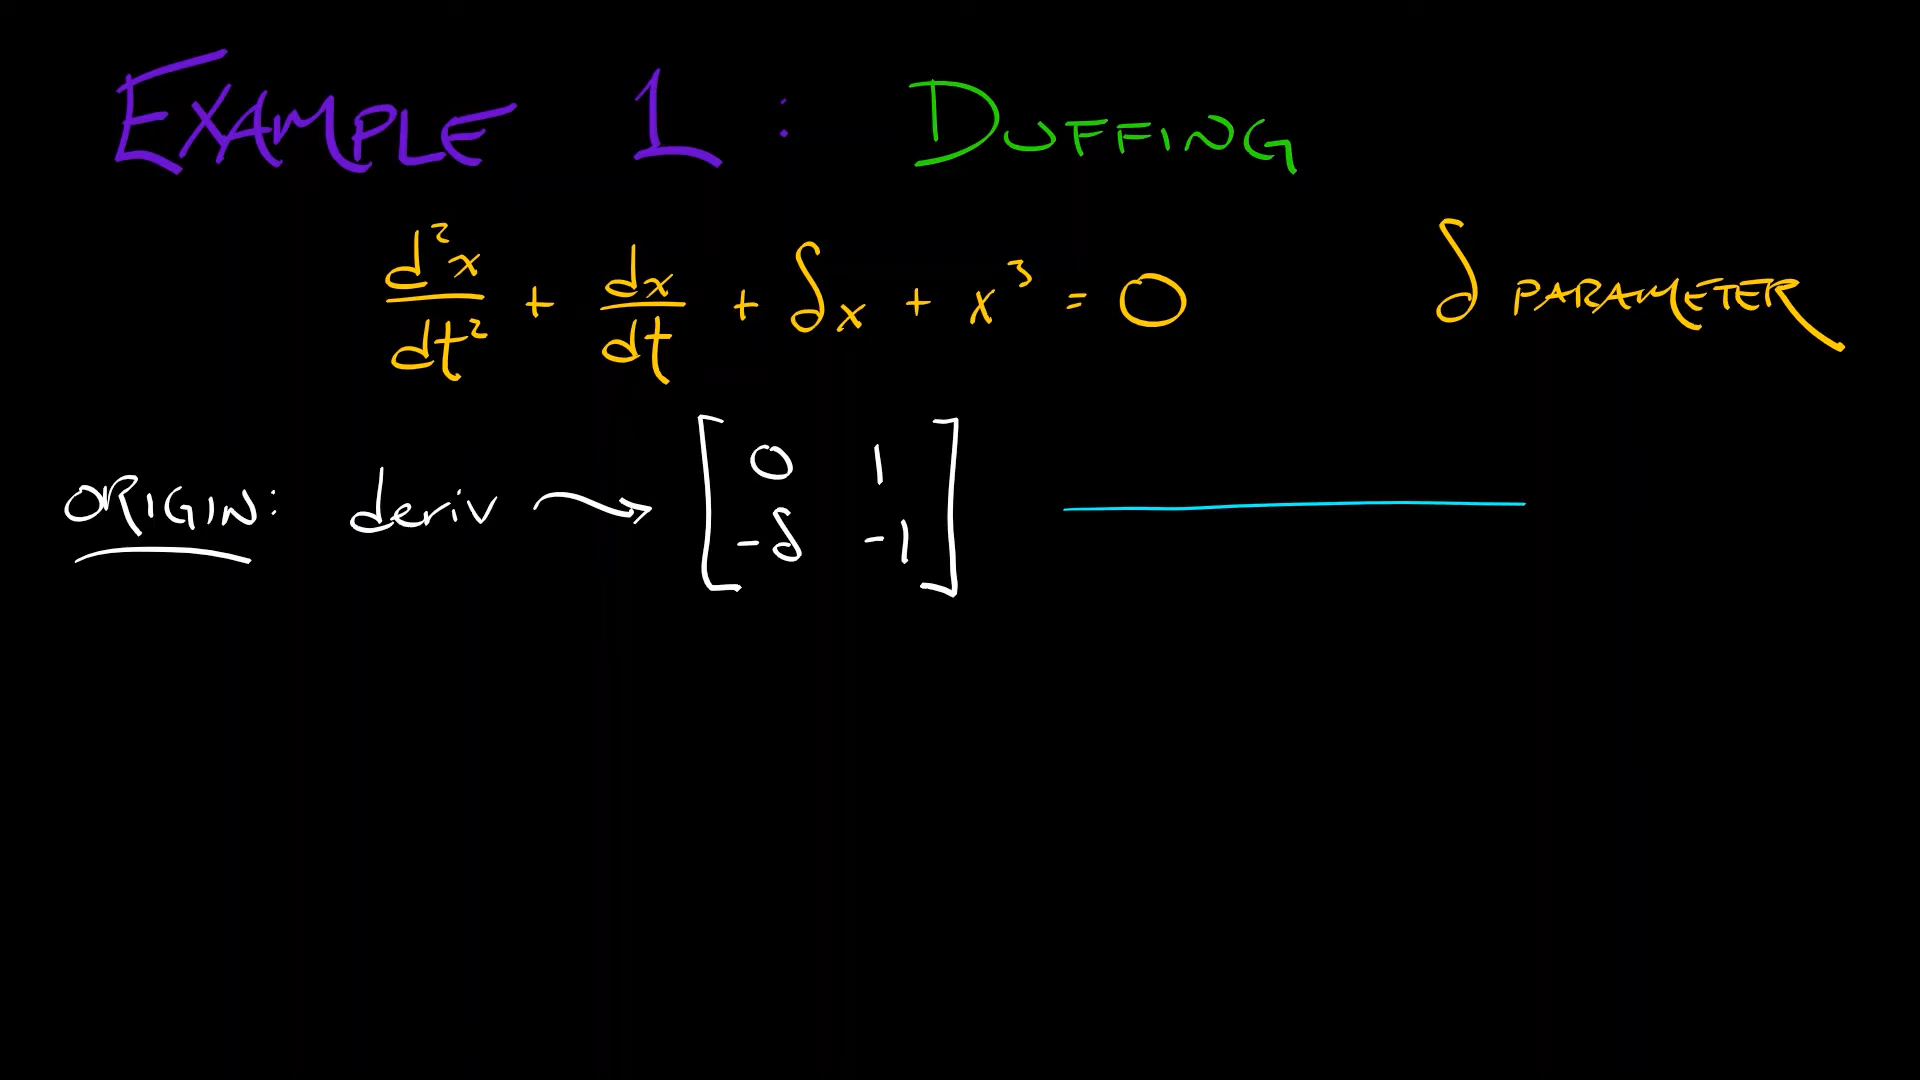 EXAMPLE 1 : DUFFING
d²x/dt² + dx/dt + δx + x³ = 0 δ PARAMETER
ORIGIN: deriv ⤳ [0 1
-δ -1]